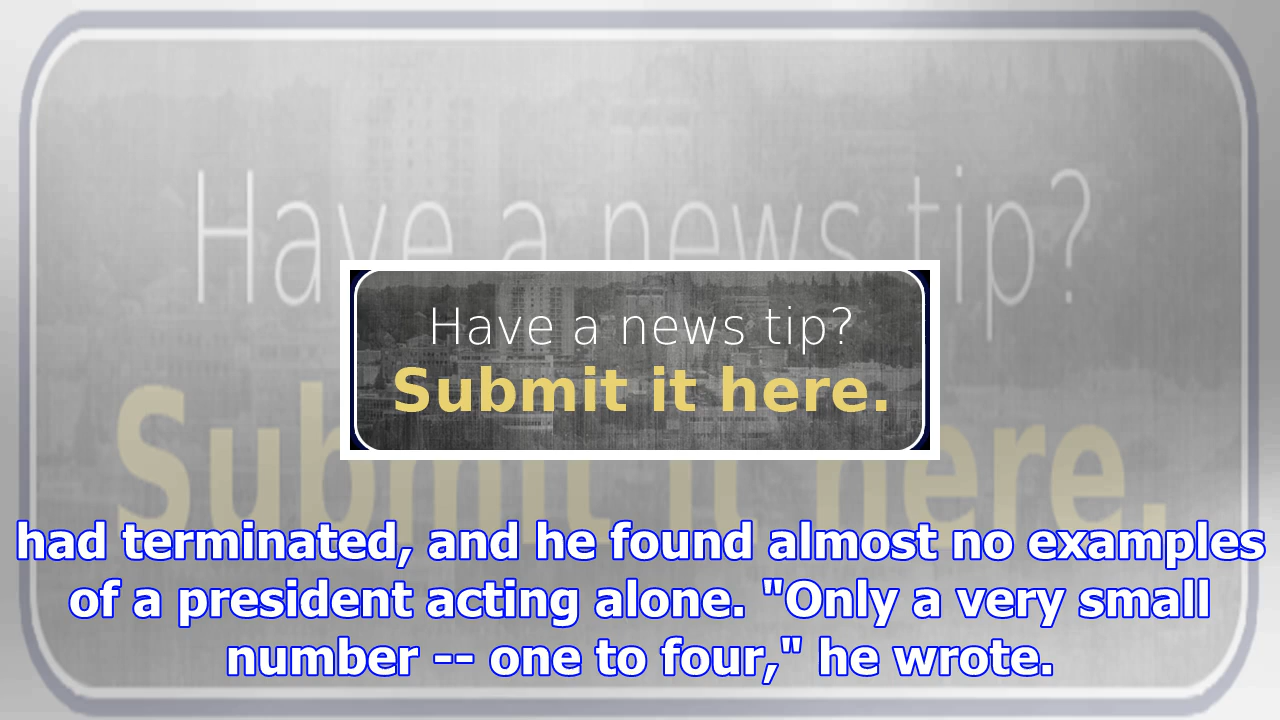 Have a news tip?
Submit it here.
Have a news tip?
Submit it here.
had terminated, and he found almost no examples
of a president acting alone. "Only a very small
number -- one to four," he wrote.